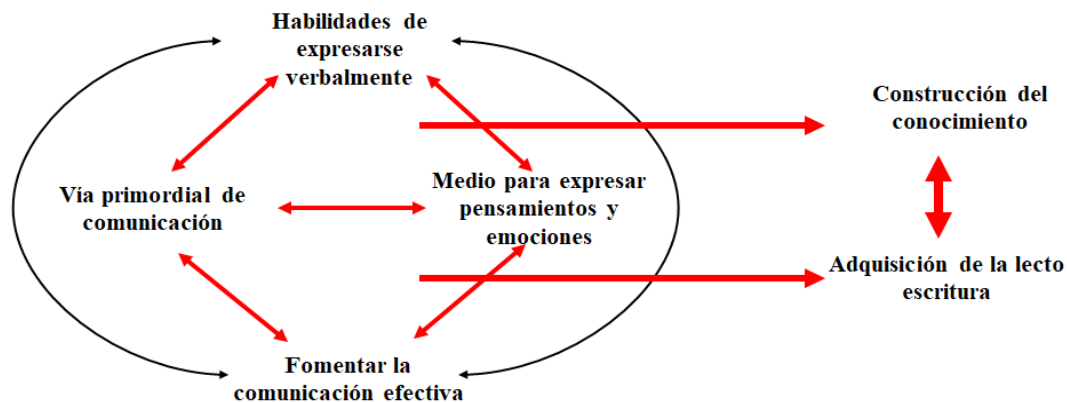 Habilidades de
expresarse
verbalmente
Construcción del
conocimiento
Vía primordial de
comunicación
Medio para expresar
pensamientos y
emociones
Adquisición de la lecto
escritura
Fomentar la
comunicación efectiva